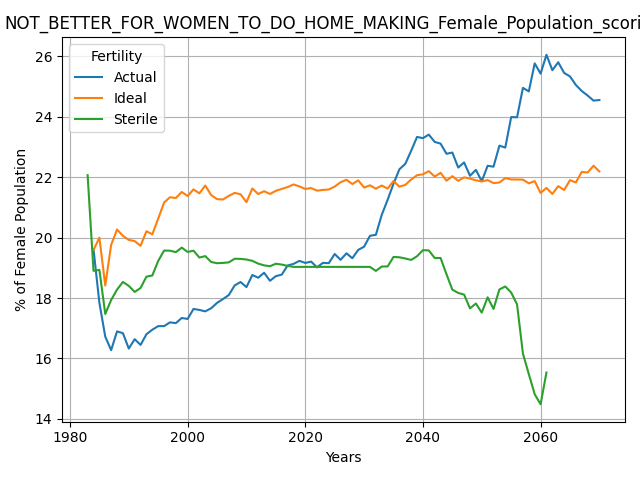 NOT_BETTER_FOR_WOMEN_TO_DO_HOME_MAKING_Female_Population_scori
Fertility
Actual
Ideal
Sterile
% of Female Population
26
24
22
20
18
16
14
1980 2000 2020 2040 2060
Years